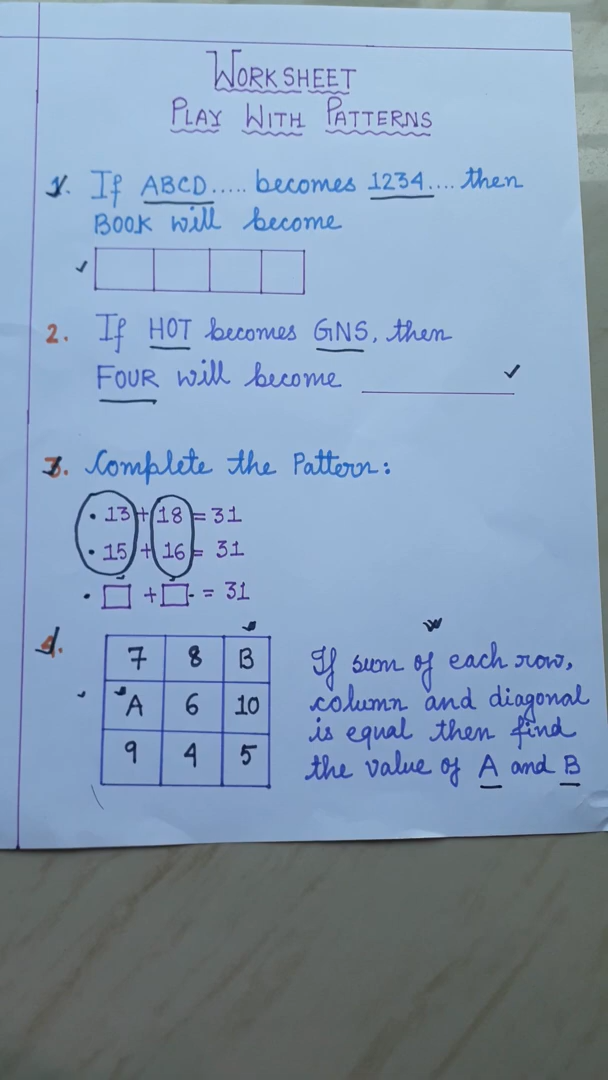 WORKSHEET
PLAY WITH PATTERNS
1. If ABCD..... becomes 1234.... then
BOOK will become
2. If HOT becomes GNS, then
FOUR will become
3. Complete the Pattern:
• 13 + 18 = 31
• 15 + 16 = 31
• □ + □ = 31
4.
7 8 B
A 6 10
9 4 5
If sum of each row,
column and diagonal
is equal then find
the value of A and B